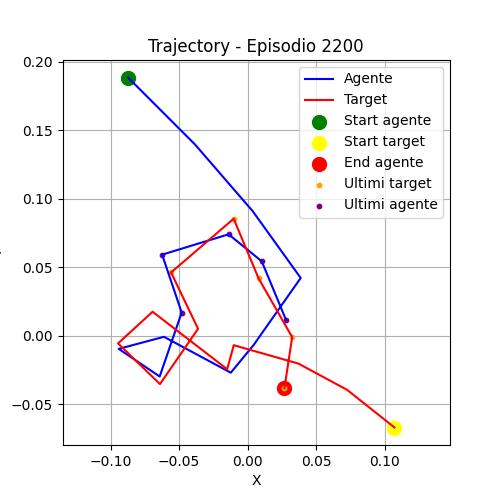 Trajectory - Episodio 2200
0.20
0.15
0.10
0.05
0.00
−0.05
−0.10
−0.05
0.00
0.05
0.10
X
Agente
Target
Start agente
Start target
End agente
Ultimi target
Ultimi agente